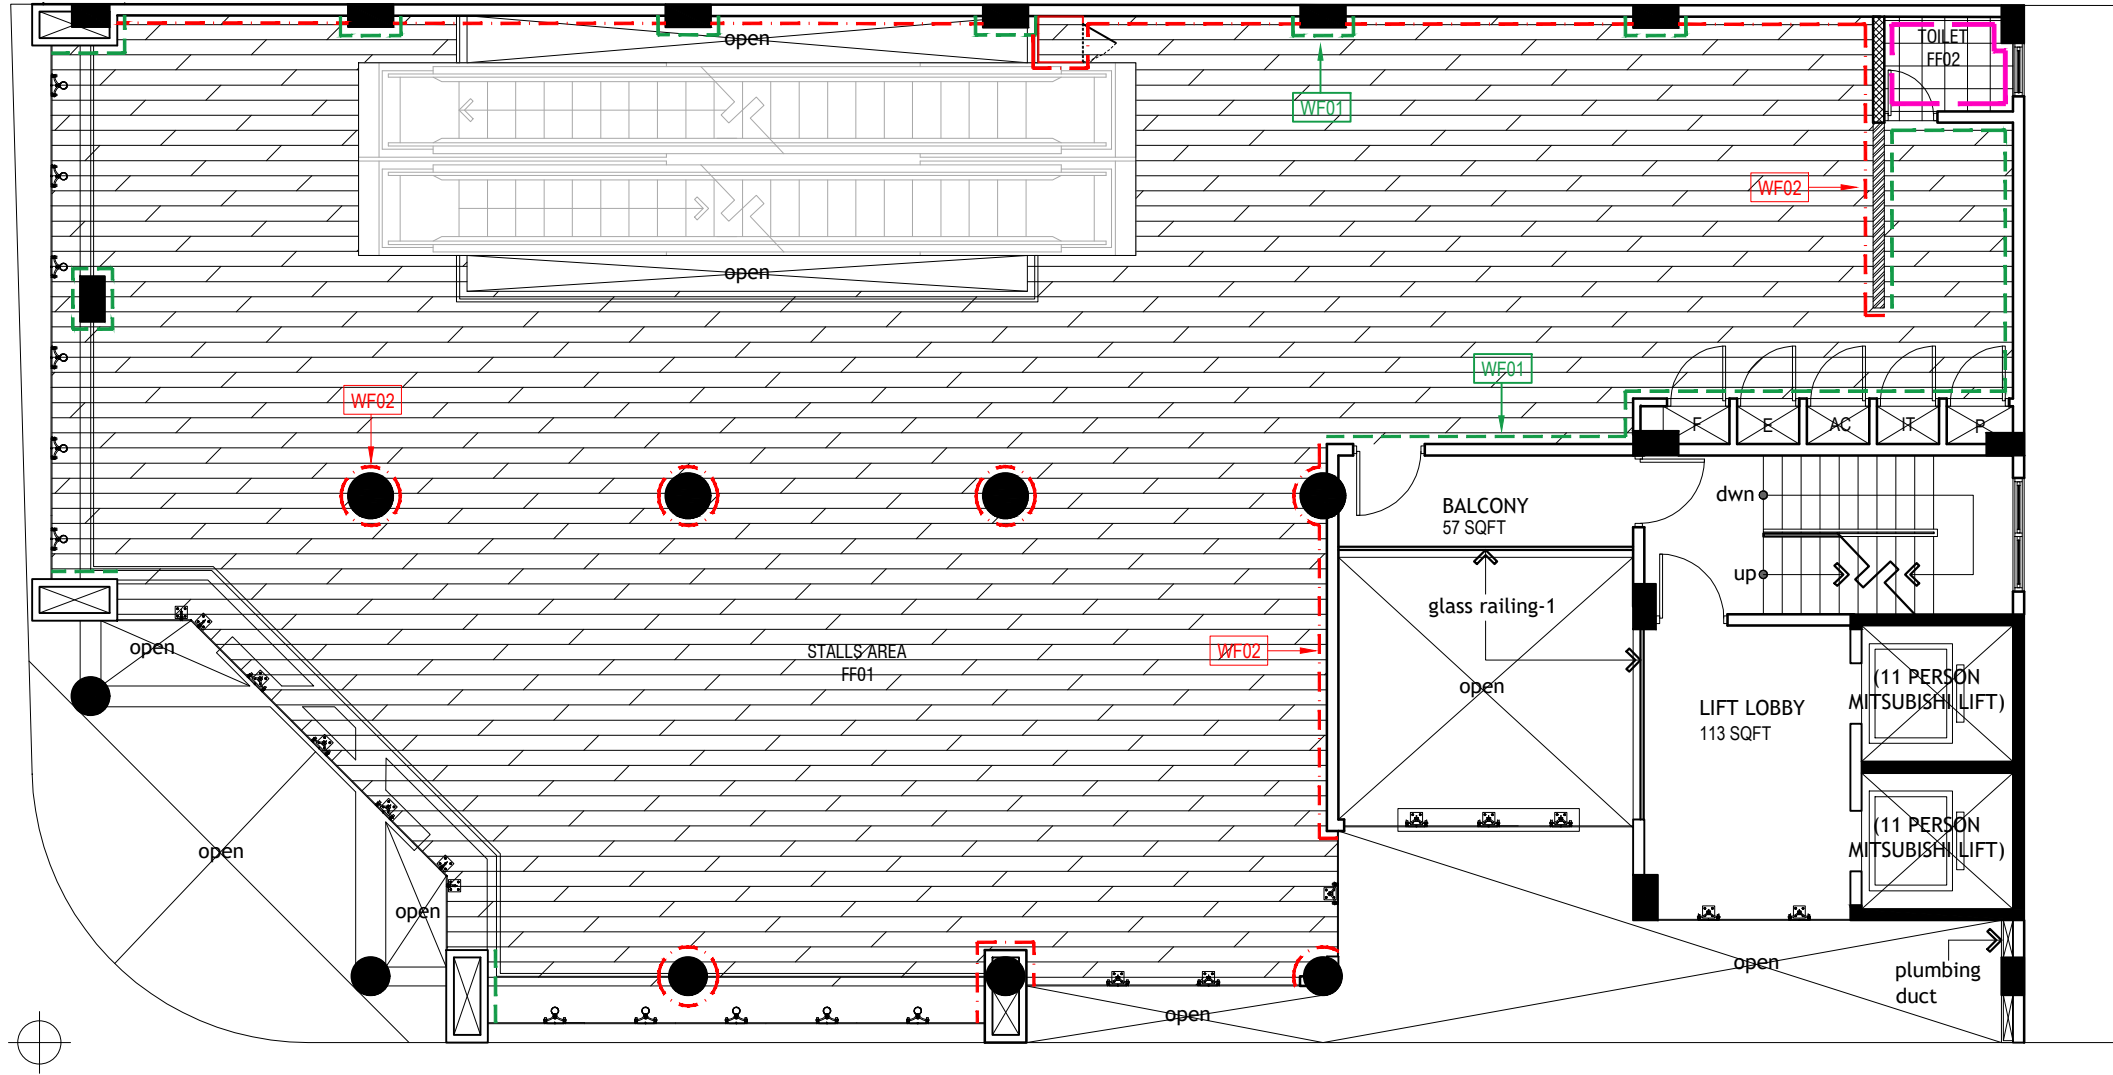 open
TOILET
FF02
WF01
WF02
open
WF01
WF02
F
E
AC
IT
P
BALCONY
57 SQFT
dwn
up
glass railing-1
open
STALLS AREA
FF01
WF02
open
(11 PERSON
MITSUBISHI LIFT)
LIFT LOBBY
113 SQFT
(11 PERSON
MITSUBISHI LIFT)
open
open
open
plumbing
duct
open